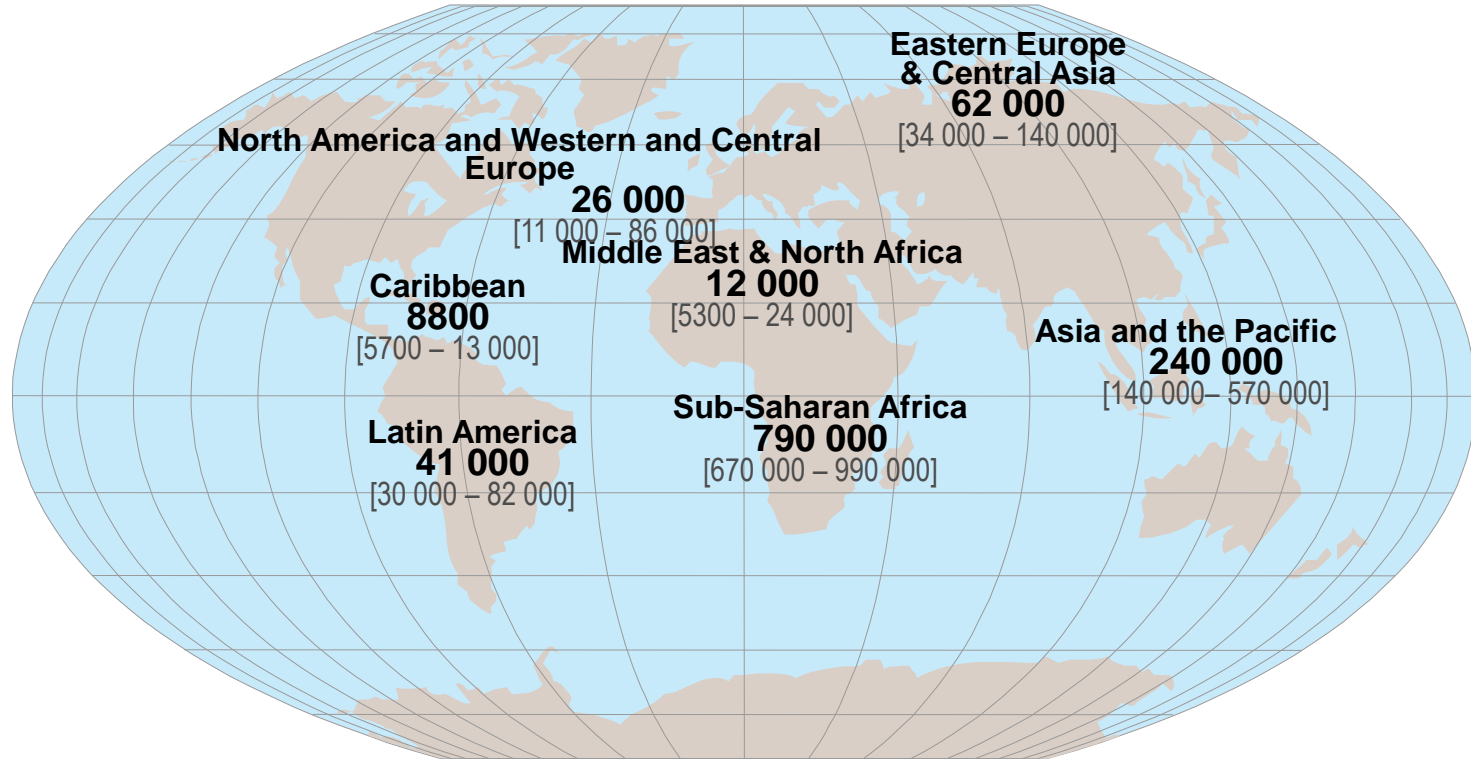 Eastern Europe
& Central Asia
62 000
[34 000 – 140 000]
North America and Western and Central
Europe
26 000
[11 000 – 86 000]
Middle East & North Africa
12 000
[5300 – 24 000]
Caribbean
8800
[5700 – 13 000]
Asia and the Pacific
240 000
[140 000– 570 000]
Sub-Saharan Africa
790 000
[670 000 – 990 000]
Latin America
41 000
[30 000 – 82 000]